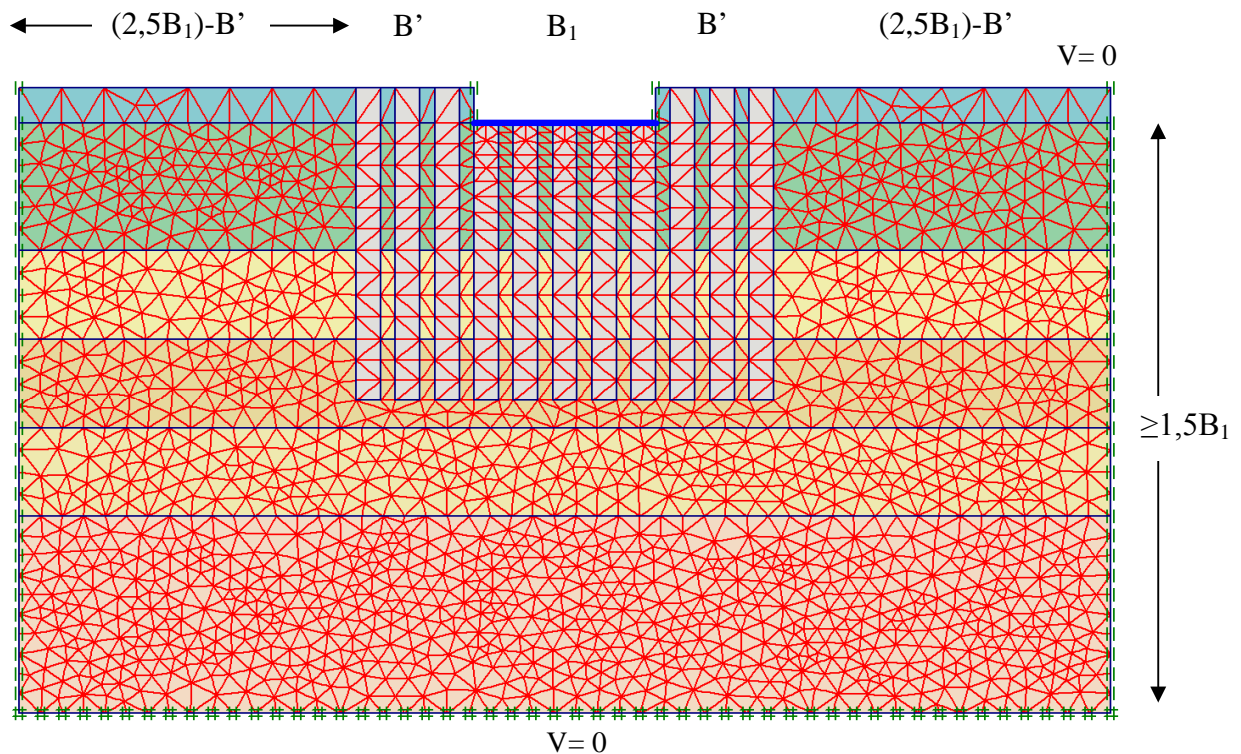 (2,5B₁)-B’ B’ B₁ B’ (2,5B₁)-B’
V= 0
≥1,5B₁
V= 0